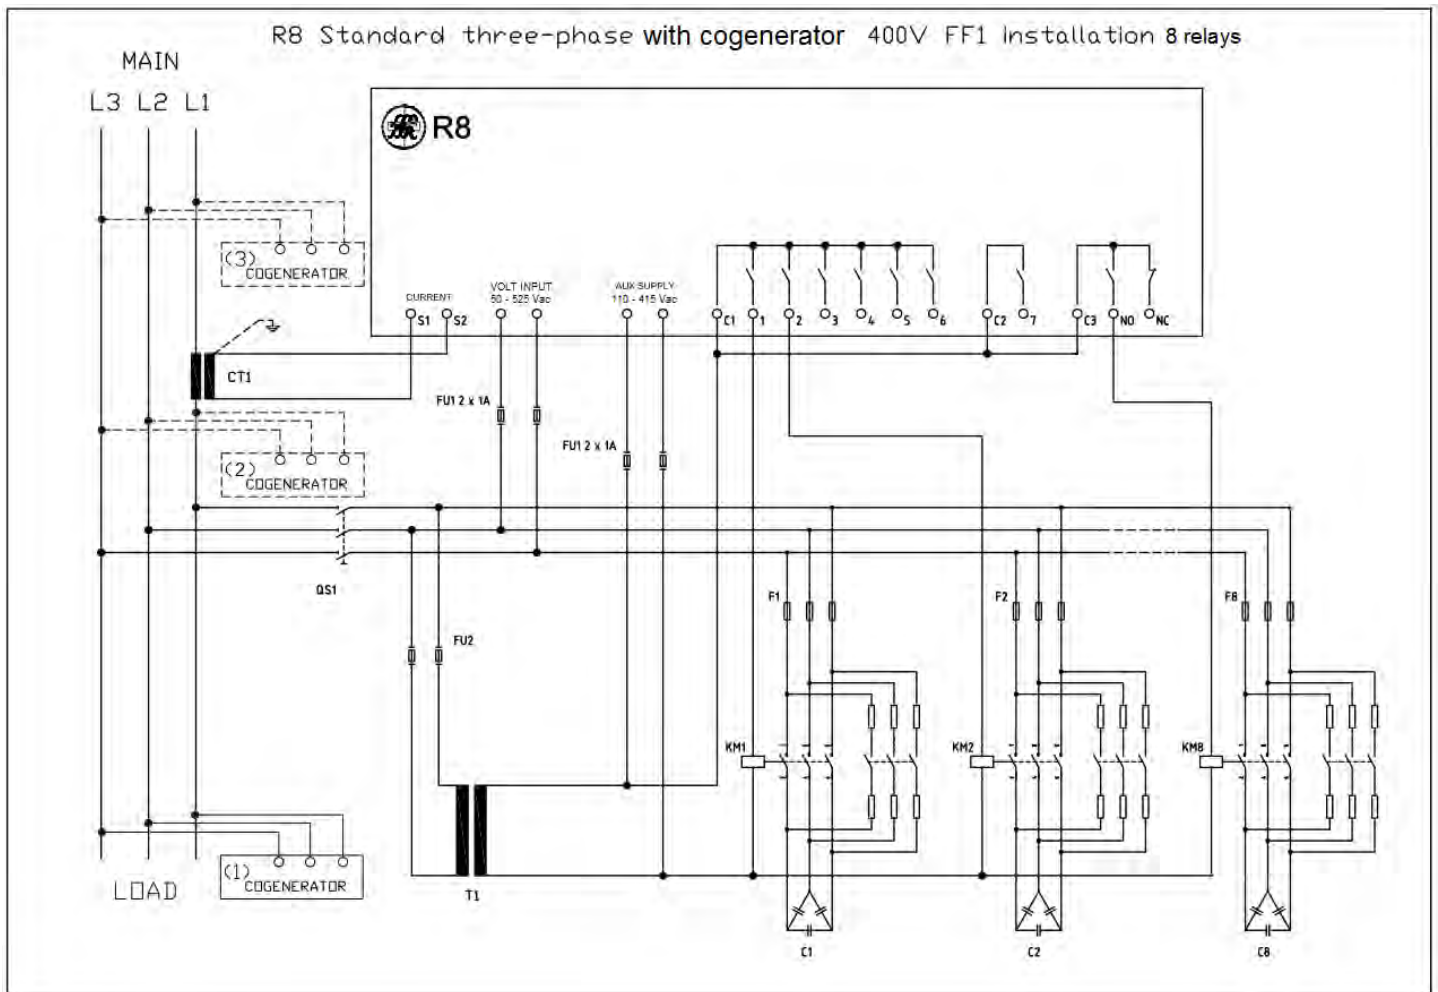 R8 Standard three-phase with cogenerator 400V FF1 Installation 8 relays
MAIN
L3 L2 L1
R8
(3)
COGENERATOR
CURRENT
VOLT INPUT
50 - 525 Vac
AUX SUPPLY
110 - 415 Vac
S1 S2
C1 1 2 3 4 5 6 C2 7 C3 NO NC
CT1
FU1 2 x 1A
FU1 2 x 1A
(2)
COGENERATOR
QS1
F1
F2
F8
FU2
KM1
KM2
KM8
(1)
COGENERATOR
LOAD
T1
C1
C2
C8